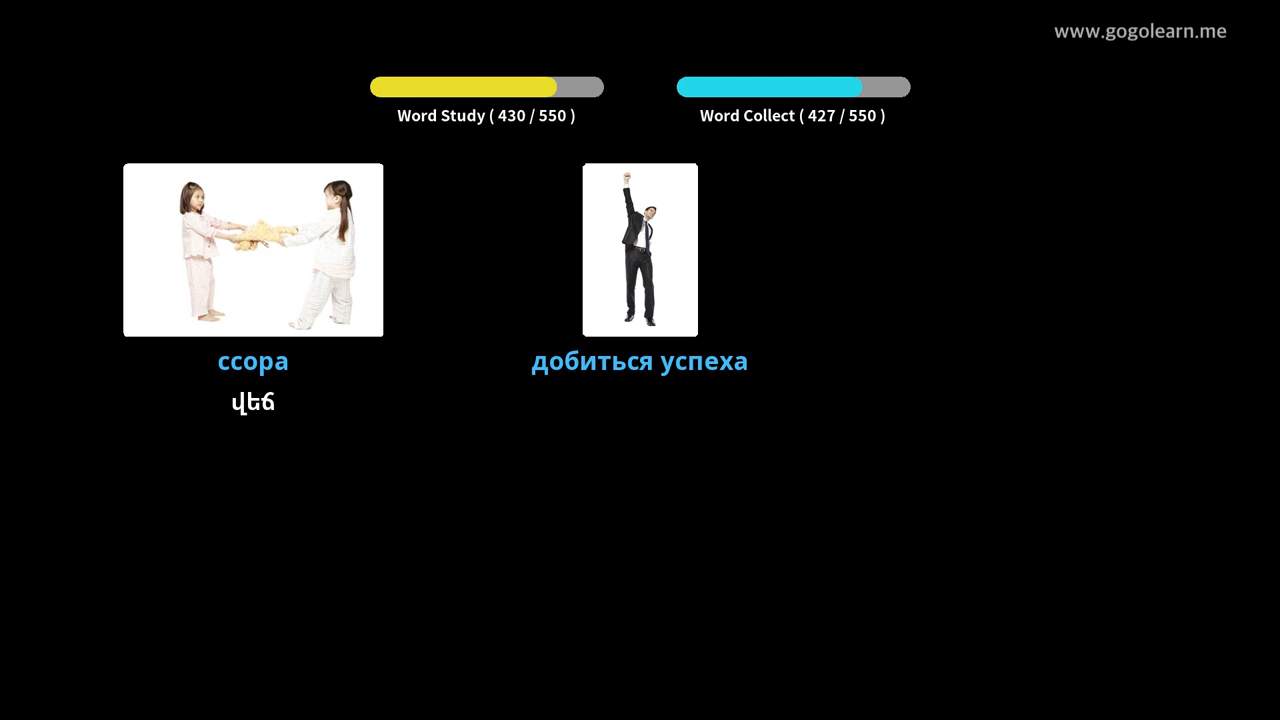 www.gogolearn.me
Word Study ( 430 / 550 )
Word Collect ( 427 / 550 )
ссора
վեճ
добиться успеха